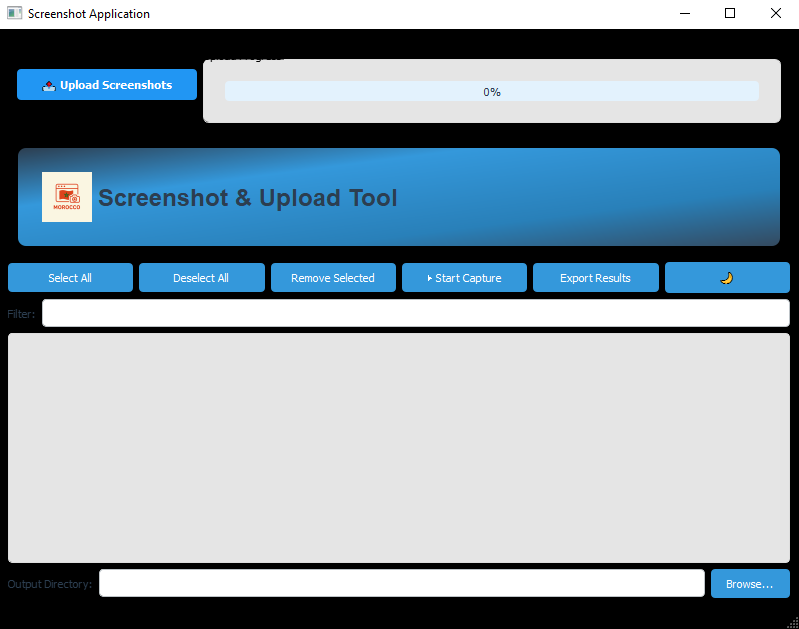 Screenshot Application
Upload Screenshots
0%
MOROCCO
Screenshot & Upload Tool
Select All
Deselect All
Remove Selected
Start Capture
Export Results
Filter:
Output Directory:
Browse...